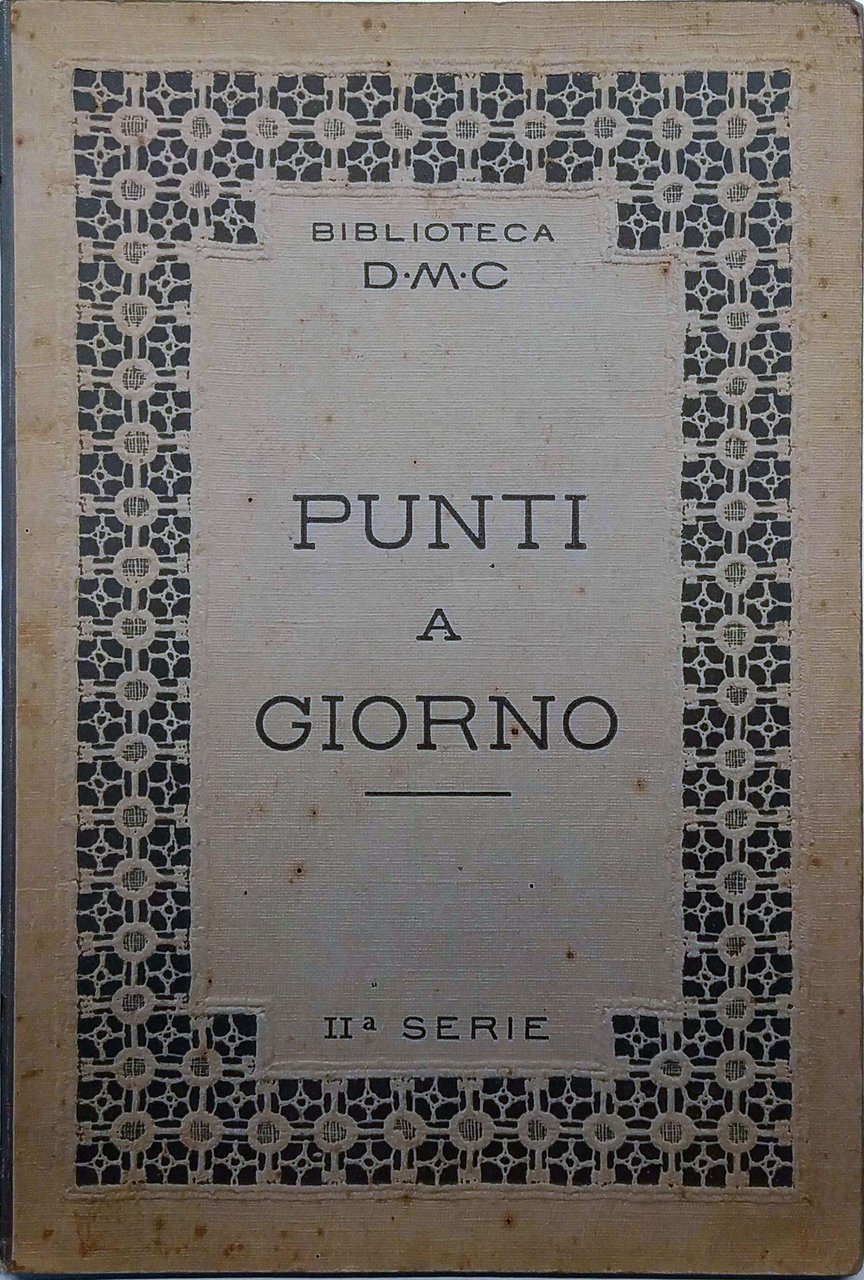 BIBLIOTECA
D·M·C
PUNTI
A
GIORNO
IIª SERIE